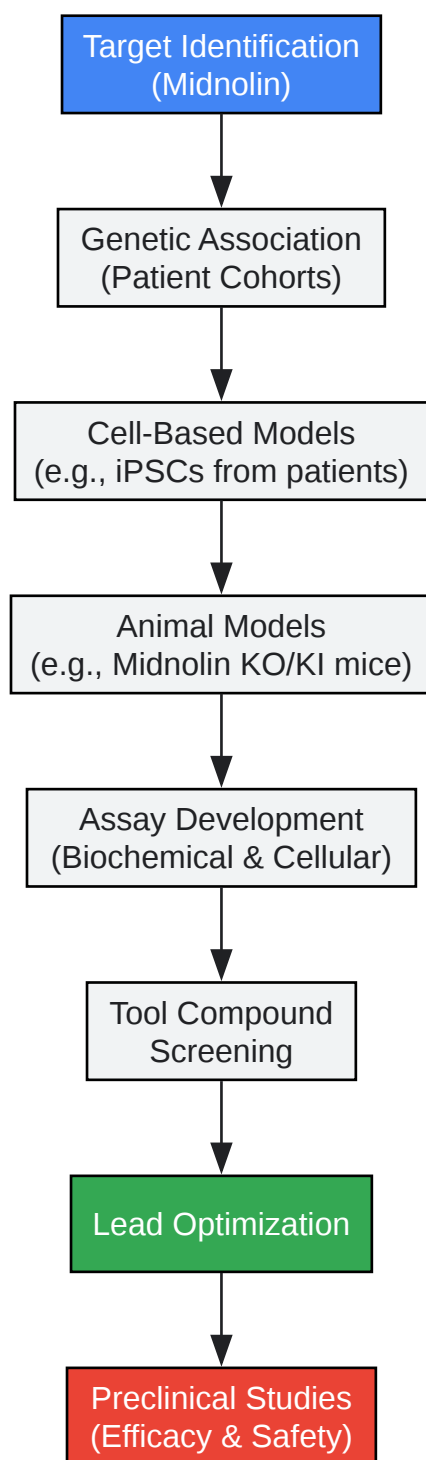 Target Identification
(Midnolin)
Genetic Association
(Patient Cohorts)
Cell-Based Models
(e.g., iPSCs from patients)
Animal Models
(e.g., Midnolin KO/KI mice)
Assay Development
(Biochemical & Cellular)
Tool Compound
Screening
Lead Optimization
Preclinical Studies
(Efficacy & Safety)